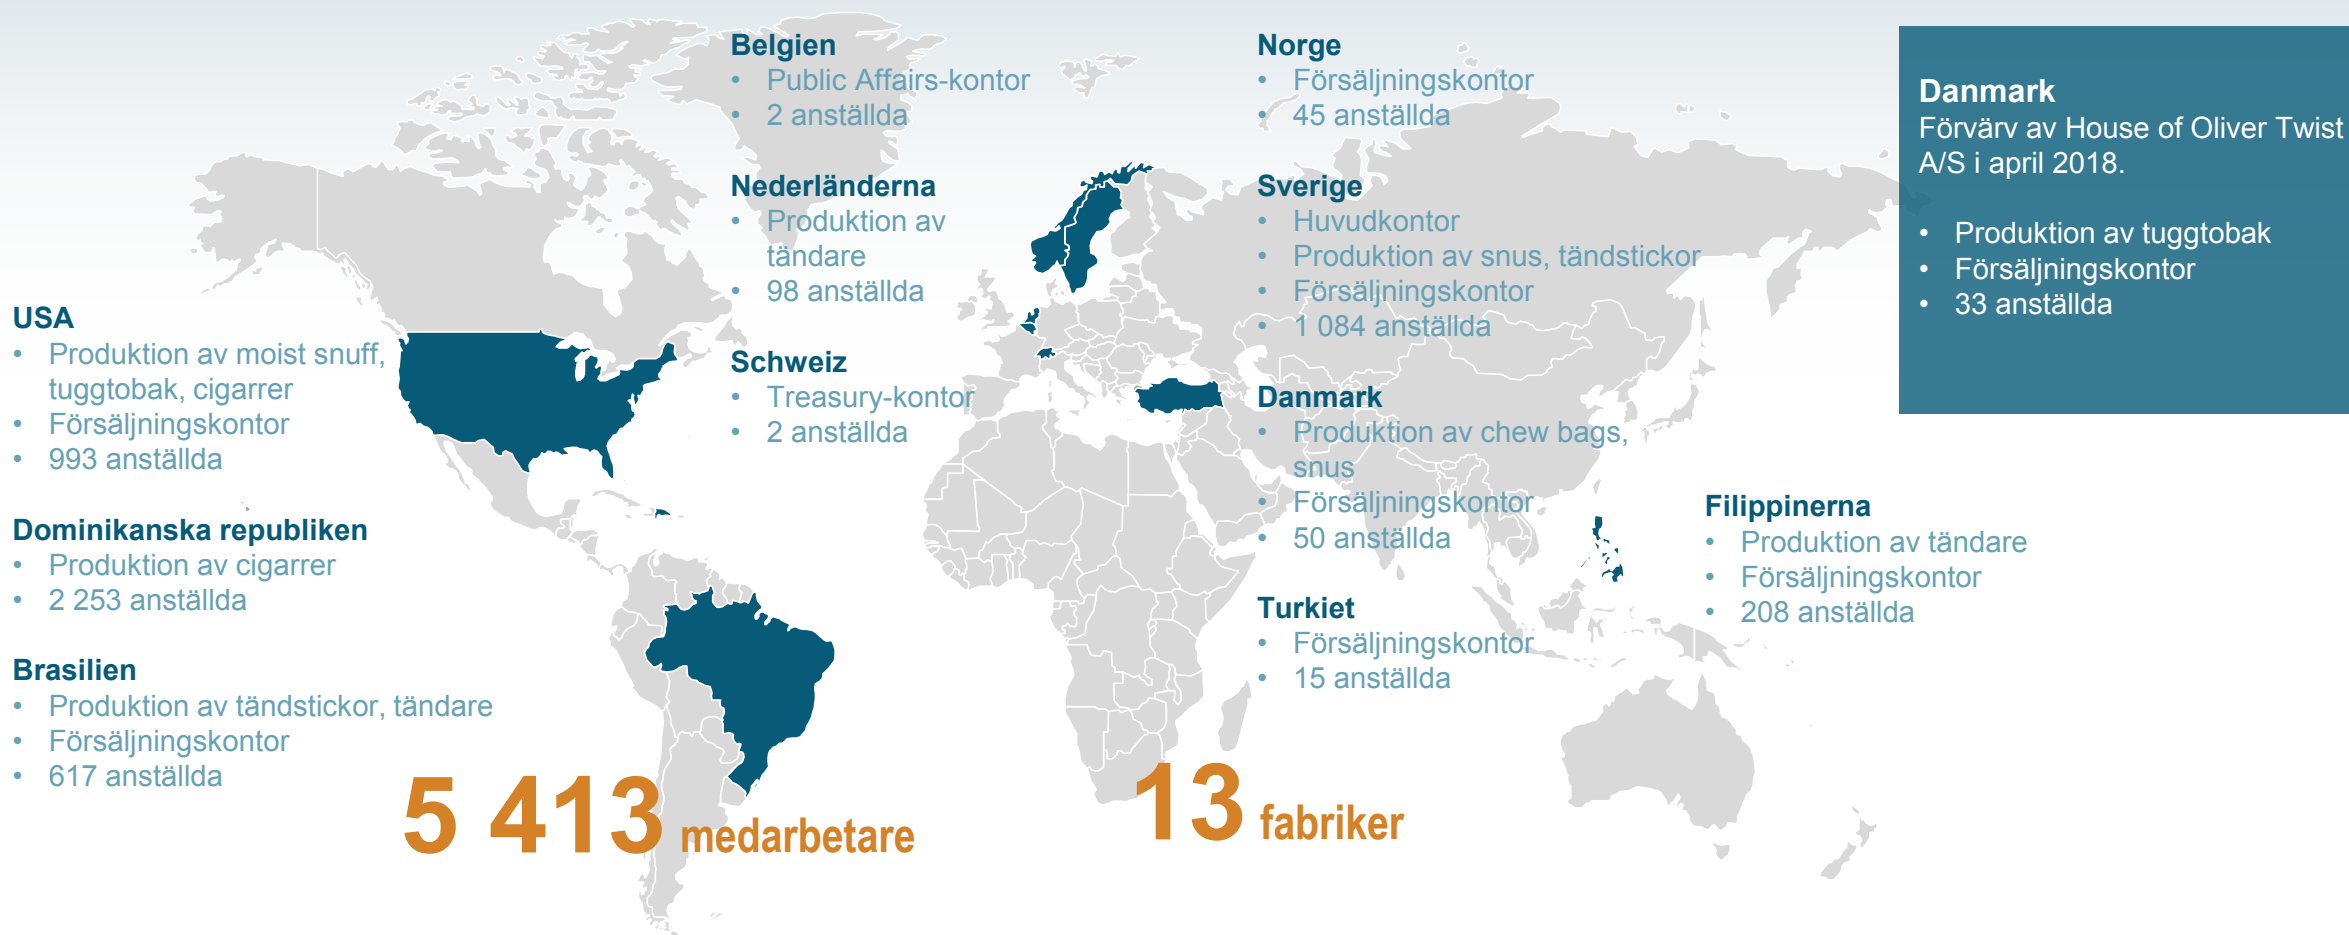 USA
• Produktion av moist snuff,
tuggtobak, cigarrer
• Försäljningskontor
• 993 anställda
Dominikanska republiken
• Produktion av cigarrer
• 2 253 anställda
Brasilien
• Produktion av tändstickor, tändare
• Försäljningskontor
• 617 anställda
Belgien
• Public Affairs-kontor
• 2 anställda
Nederländerna
• Produktion av
tändare
• 98 anställda
Schweiz
• Treasury-kontor
• 2 anställda
Norge
• Försäljningskontor
• 45 anställda
Sverige
• Huvudkontor
• Produktion av snus, tändstickor
• Försäljningskontor
• 1 084 anställda
Danmark
• Produktion av chew bags,
snus
• Försäljningskontor
• 50 anställda
Turkiet
• Försäljningskontor
• 15 anställda
Filippinerna
• Produktion av tändare
• Försäljningskontor
• 208 anställda
Danmark
Förvärv av House of Oliver Twist
A/S i april 2018.
• Produktion av tuggtobak
• Försäljningskontor
• 33 anställda
5 413 medarbetare
13 fabriker